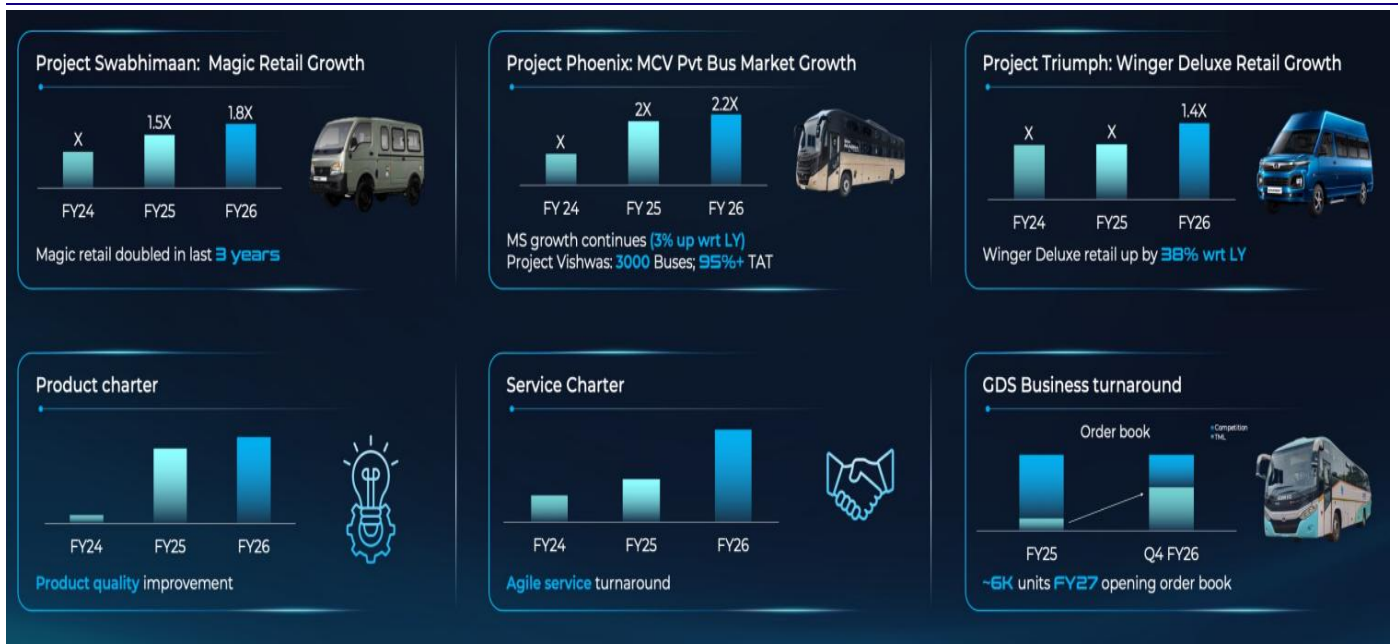 Project Swabhimaan: Magic Retail Growth
X
1.5X
1.8X
FY24
FY25
FY26
Magic retail doubled in last 3 years
Project Phoenix: MCV Pvt Bus Market Growth
X
2X
2.2X
FY 24
FY 25
FY 26
MS growth continues (3% up wrt LY)
Project Vishwas: 3000 Buses; 95%+ TAT
Project Triumph: Winger Deluxe Retail Growth
X
X
1.4X
FY24
FY25
FY26
Winger Deluxe retail up by 38% wrt LY
Product charter
FY24
FY25
FY26
Product quality improvement
Service Charter
FY24
FY25
FY26
Agile service turnaround
GDS Business turnaround
Order book
Competition
TML
FY25
Q4 FY26
~6K units FY27 opening order book